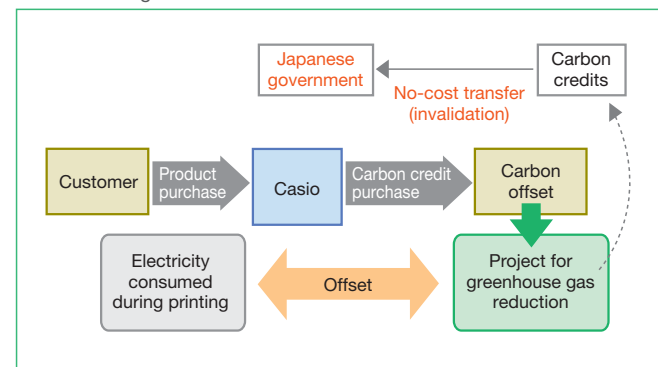 Japanese
government
Carbon
credits
No-cost transfer
(invalidation)
Customer
Product
purchase
Casio
Carbon credit
purchase
Carbon
offset
Electricity
consumed
during printing
Offset
Project for
greenhouse gas
reduction